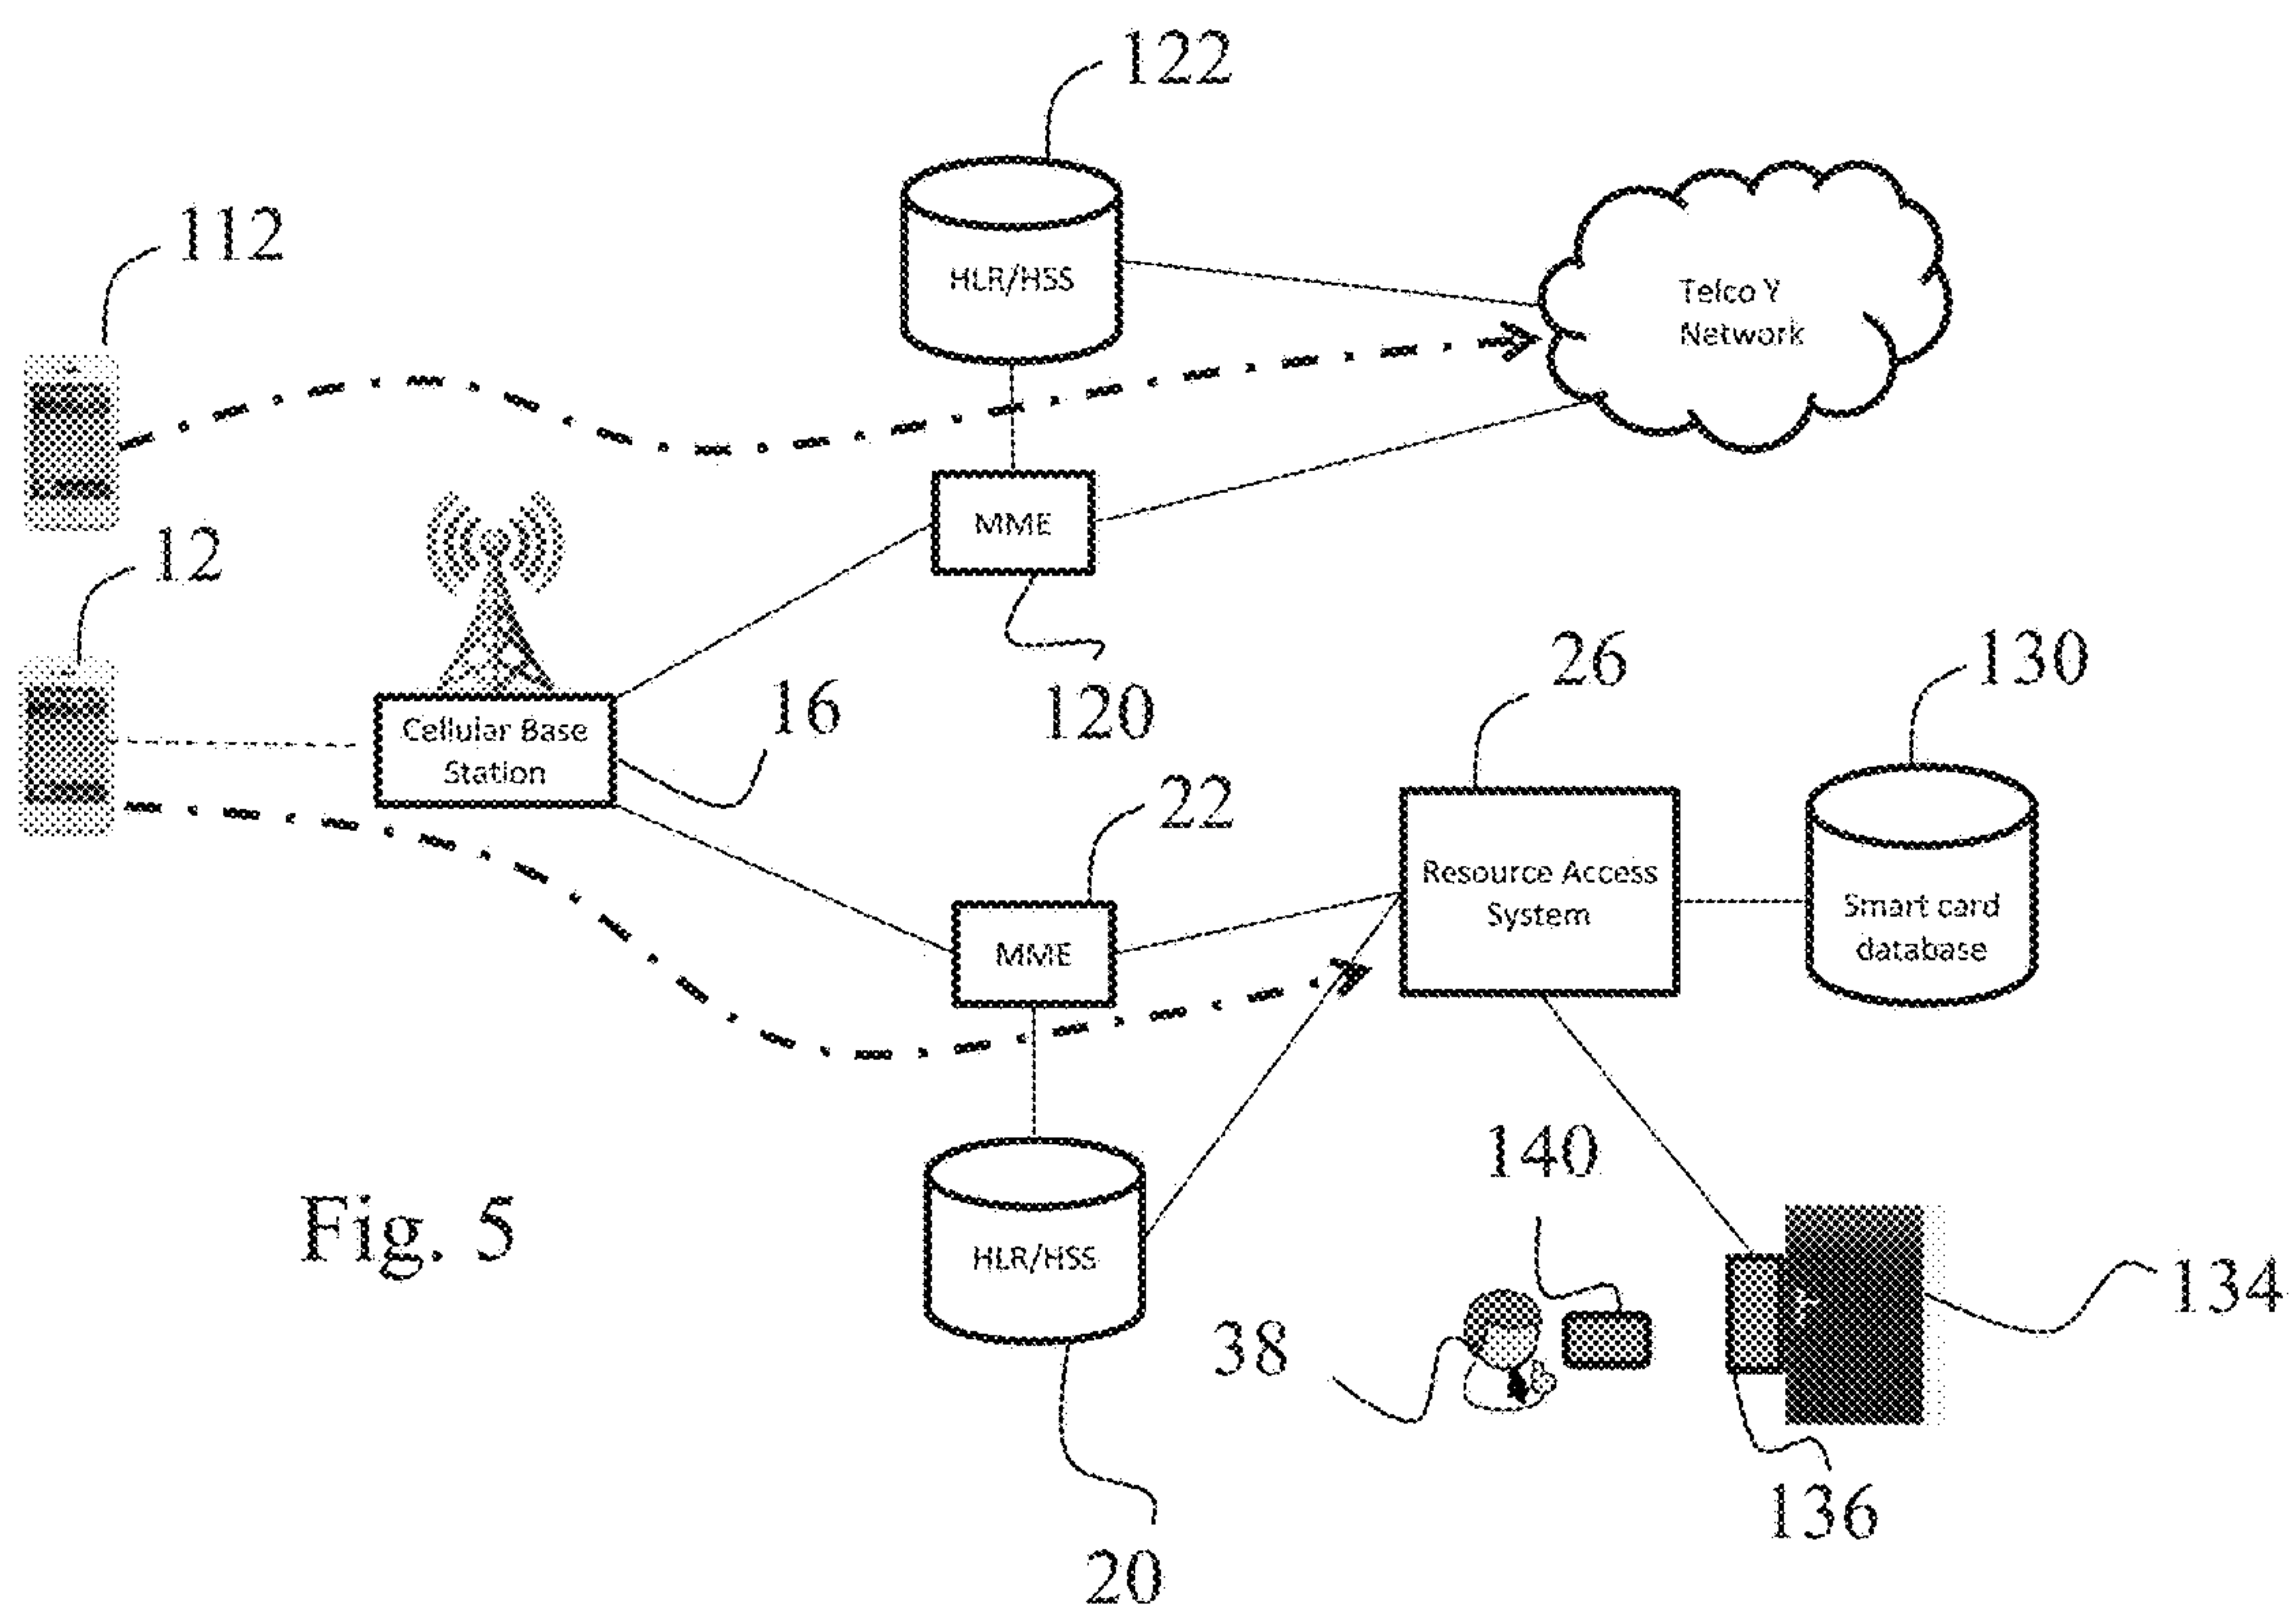 122
112
HLR/HSS
Telco Y
Network
MME
12
120
16
Cellular Base
Station
26
130
22
Resource Access
System
Smart card
database
MME
140
Fig. 5
HLR/HSS
38
134
136
20